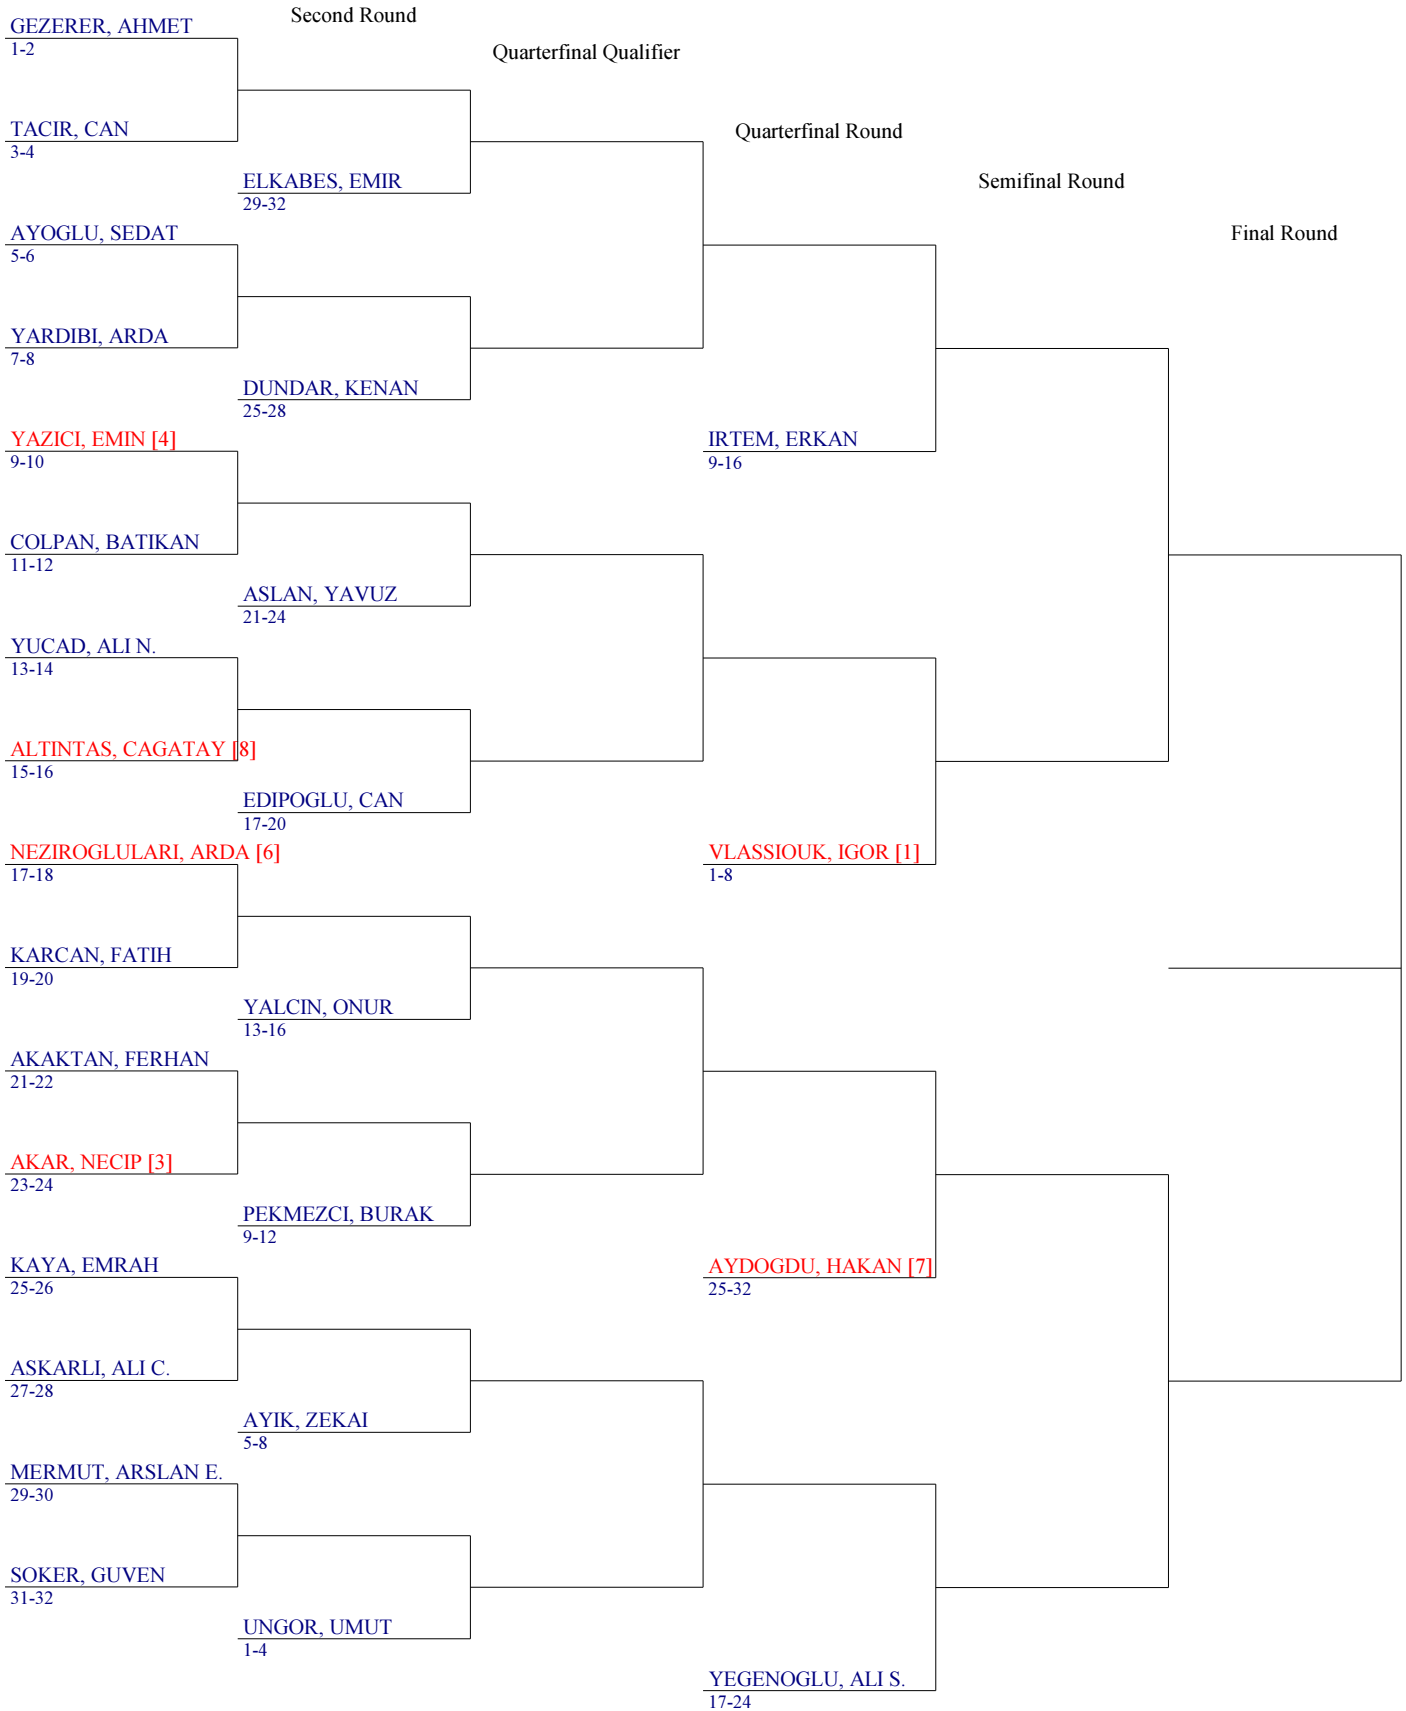 Second Round
Quarterfinal Qualifier
Quarterfinal Round
Semifinal Round
Final Round
GEZERER, AHMET
1-2
TACIR, CAN
3-4
ELKABES, EMIR
29-32
AYOGLU, SEDAT
5-6
YARDIBI, ARDA
7-8
DUNDAR, KENAN
25-28
YAZICI, EMIN [4]
9-10
IRTEM, ERKAN
9-16
COLPAN, BATIKAN
11-12
ASLAN, YAVUZ
21-24
YUCAD, ALI N.
13-14
ALTINTAS, CAGATAY [8]
15-16
EDIPOGLU, CAN
17-20
NEZIROGLULARI, ARDA [6]
17-18
VLASSIOUK, IGOR [1]
1-8
KARCAN, FATIH
19-20
YALCIN, ONUR
13-16
AKAKTAN, FERHAN
21-22
AKAR, NECIP [3]
23-24
PEKMEZCI, BURAK
9-12
KAYA, EMRAH
25-26
AYDOGDU, HAKAN [7]
25-32
ASKARLI, ALI C.
27-28
AYIK, ZEKAI
5-8
MERMUT, ARSLAN E.
29-30
SOKER, GUVEN
31-32
UNGOR, UMUT
1-4
YEGENOGLU, ALI S.
17-24